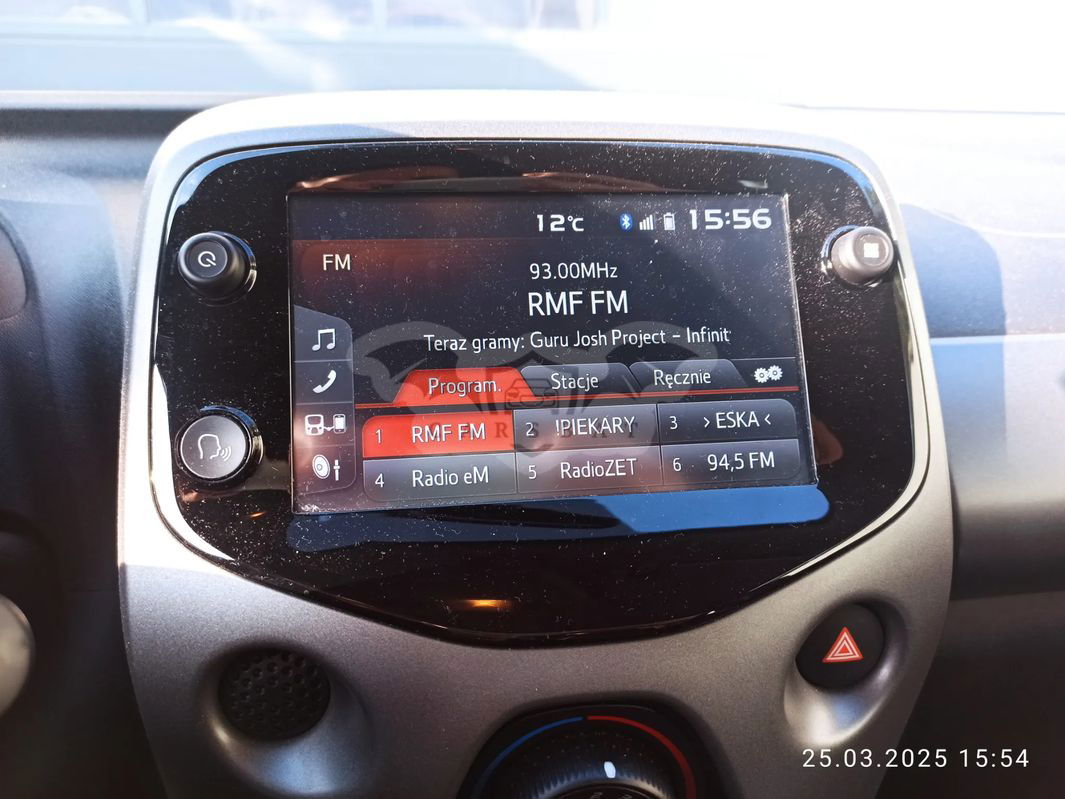 12°C 15:56
FM
93.00MHz
RMF FM
Teraz gramy: Guru Josh Project - Infinit
Program. Stacje Ręcznie
1 RMF FM 2 !PIEKARY 3 > ESKA <
4 Radio eM 5 RadioZET 6 94,5 FM
25.03.2025 15:54